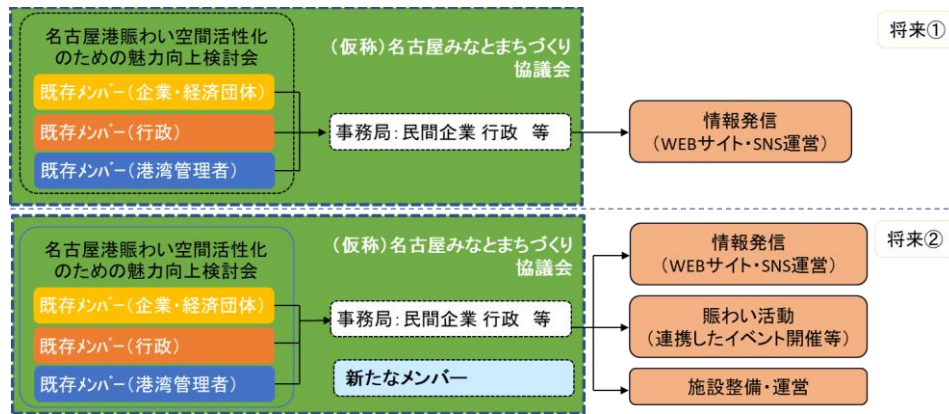 名古屋港賑わい空間活性化
のための魅力向上検討会
既存ﾒﾝﾊﾞｰ(企業・経済団体)
既存ﾒﾝﾊﾞｰ(行政)
既存ﾒﾝﾊﾞｰ(港湾管理者)
(仮称)名古屋みなとまちづくり
協議会
事務局：民間企業 行政 等
情報発信
(WEBサイト・SNS運営)
将来①
名古屋港賑わい空間活性化
のための魅力向上検討会
既存ﾒﾝﾊﾞｰ(企業・経済団体)
既存ﾒﾝﾊﾞｰ(行政)
既存ﾒﾝﾊﾞｰ(港湾管理者)
(仮称)名古屋みなとまちづくり
協議会
事務局：民間企業 行政 等
新たなメンバー
情報発信
(WEBサイト・SNS運営)
賑わい活動
(連携したイベント開催等)
施設整備・運営
将来②